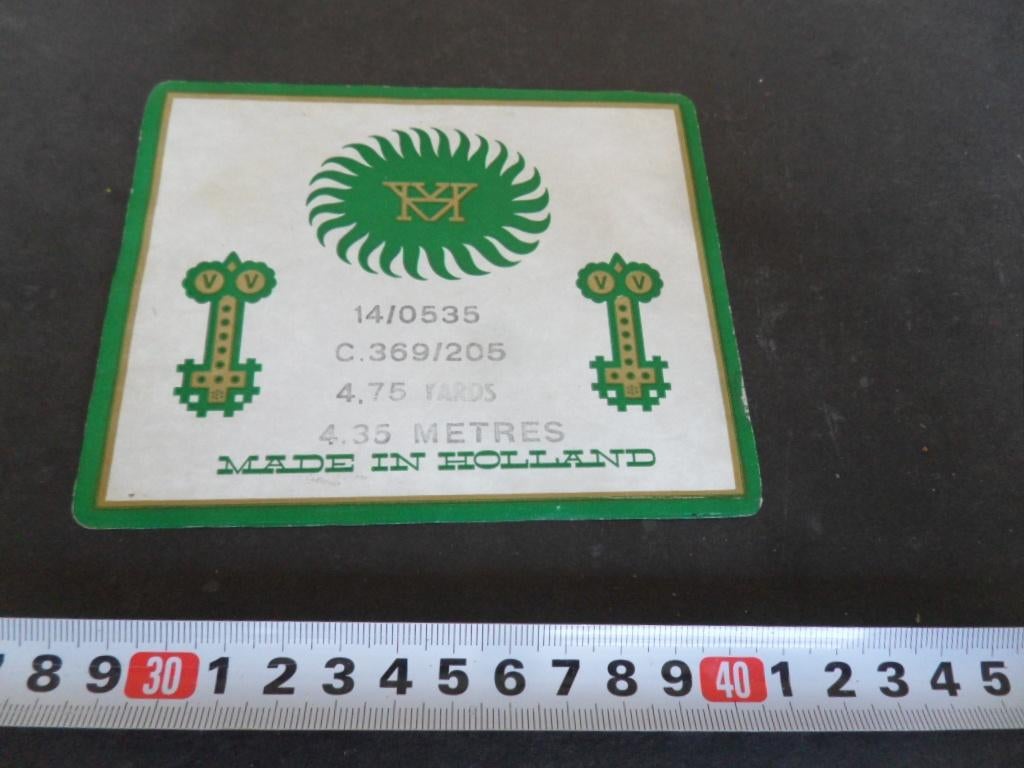 V V
V V
14/0535
C.369/205
4.75 YARDS
4.35 METRES
MADE IN HOLLAND
8 9 30 1 2 3 4 5 6 7 8 9 40 1 2 3 4 5